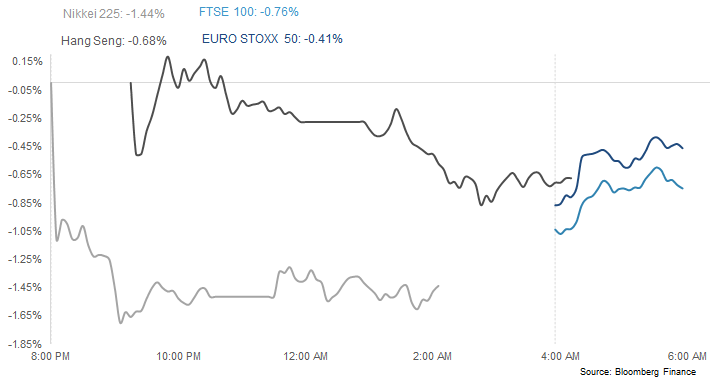 Nikkei 225: -1.44%
FTSE 100: -0.76%
Hang Seng: -0.68%
EURO STOXX 50: -0.41%
0.15%
-0.05%
-0.25%
-0.45%
-0.65%
-0.85%
-1.05%
-1.25%
-1.45%
-1.65%
-1.85%
8:00 PM
10:00 PM
12:00 AM
2:00 AM
4:00 AM
6:00 AM
Source: Bloomberg Finance